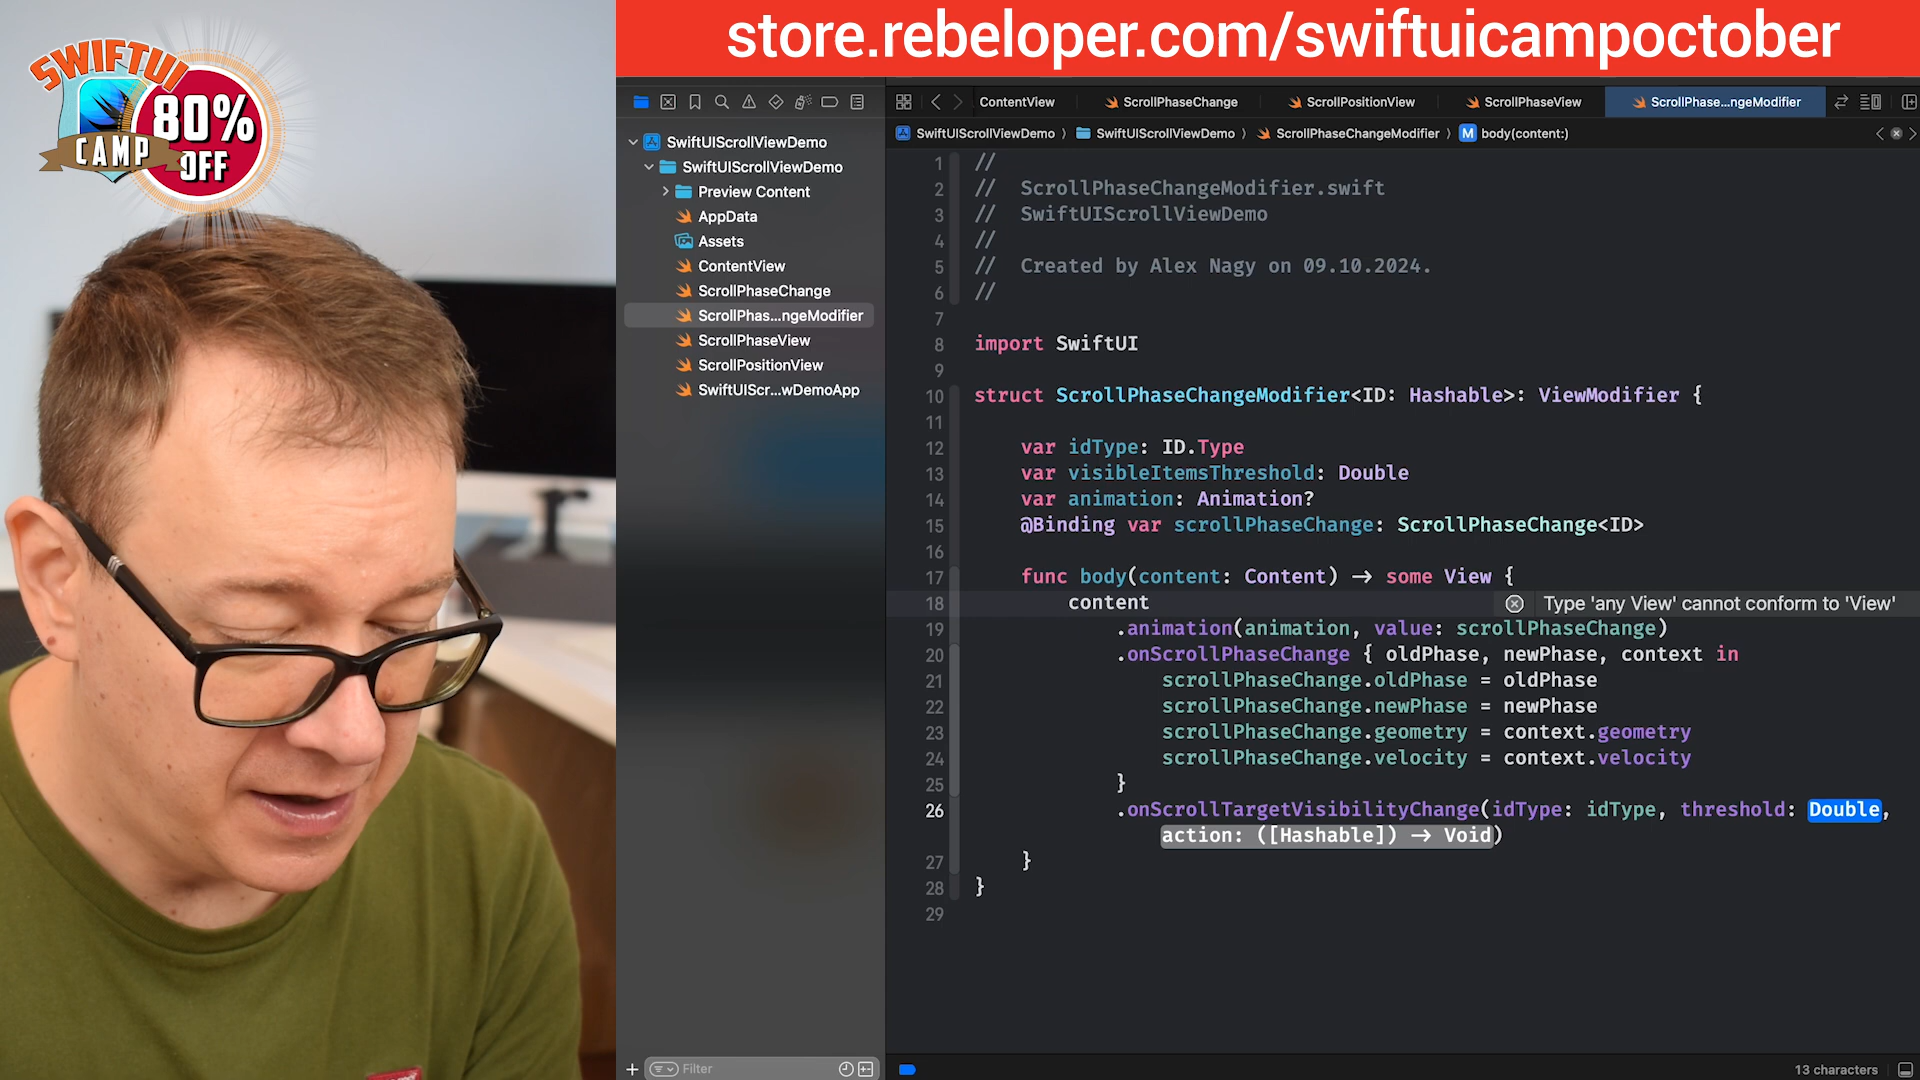 store.rebeloper.com/swiftuicampoctober
SWIFTUI
CAMP
80%
OFF
SwiftUIScrollViewDemo
SwiftUIScrollViewDemo
Preview Content
AppData
Assets
ContentView
ScrollPhaseChange
ScrollPhas...ngeModifier
ScrollPhaseView
ScrollPositionView
SwiftUIScr...wDemoApp
Filter
ContentView ScrollPhaseChange ScrollPositionView ScrollPhaseView ScrollPhase...ngeModifier
SwiftUIScrollViewDemo SwiftUIScrollViewDemo ScrollPhaseChangeModifier M body(content:)
1 //
2 // ScrollPhaseChangeModifier.swift
3 // SwiftUIScrollViewDemo
4 //
5 // Created by Alex Nagy on 09.10.2024.
6 //
7
8 import SwiftUI
9
10 struct ScrollPhaseChangeModifier<ID: Hashable>: ViewModifier {
11
12 var idType: ID.Type
13 var visibleItemsThreshold: Double
14 var animation: Animation?
15 @Binding var scrollPhaseChange: ScrollPhaseChange<ID>
16
17 func body(content: Content) -> some View {
18 content Type 'any View' cannot conform to 'View'
19 .animation(animation, value: scrollPhaseChange)
20 .onScrollPhaseChange { oldPhase, newPhase, context in
21 scrollPhaseChange.oldPhase = oldPhase
22 scrollPhaseChange.newPhase = newPhase
23 scrollPhaseChange.geometry = context.geometry
24 scrollPhaseChange.velocity = context.velocity
25 }
26 .onScrollTargetVisibilityChange(idType: idType, threshold: Double,
action: ([Hashable]) -> Void)
27 }
28 }
29
13 characters